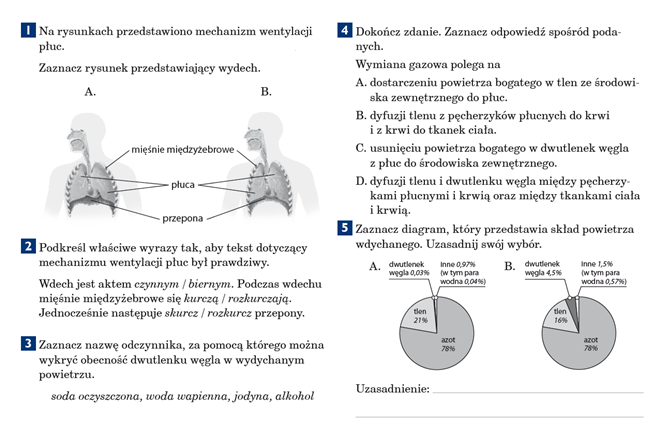 1 Na rysunkach przedstawiono mechanizm wentylacji
płuc.
Zaznacz rysunek przedstawiający wydech.
A.
B.
mięśnie międzyżebrowe
płuca
przepona
2 Podkreśl właściwe wyrazy tak, aby tekst dotyczący
mechanizmu wentylacji płuc był prawdziwy.
Wdech jest aktem czynnym / biernym. Podczas wdechu
mięśnie międzyżebrowe się kurczą / rozkurczają.
Jednocześnie następuje skurcz / rozkurcz przepony.
3 Zaznacz nazwę odczynnika, za pomocą którego można
wykryć obecność dwutlenku węgla w wydychanym
powietrzu.
soda oczyszczona, woda wapienna, jodyna, alkohol
4 Dokończ zdanie. Zaznacz odpowiedź spośród poda-
nych.
Wymiana gazowa polega na
A. dostarczeniu powietrza bogatego w tlen ze środowi-
ska zewnętrznego do płuc.
B. dyfuzji tlenu z pęcherzyków płucnych do krwi
i z krwi do tkanek ciała.
C. usunięciu powietrza bogatego w dwutlenek węgla
z płuc do środowiska zewnętrznego.
D. dyfuzji tlenu i dwutlenku węgla między pęcherzy-
kami płucnymi i krwią oraz między tkankami ciała
i krwią.
5 Zaznacz diagram, który przedstawia skład powietrza
wdychanego. Uzasadnij swój wybór.
A.
dwutlenek
węgla 0,03%
Inne 0,97%
(w tym para
wodna 0,04%)
tlen
21%
azot
78%
B.
dwutlenek
węgla 4,5%
Inne 1,5%
(w tym para
wodna 0,57%)
tlen
16%
azot
78%
Uzasadnienie: